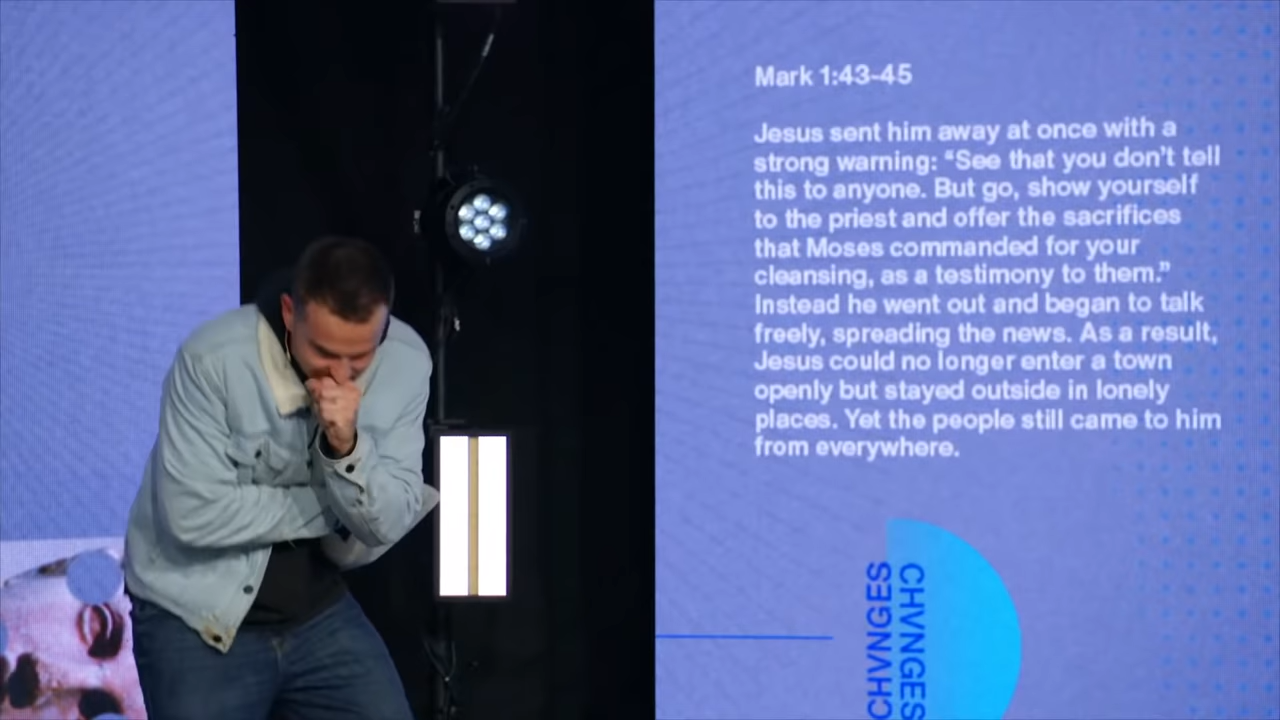 Mark 1:43-45
Jesus sent him away at once with a
strong warning: “See that you don’t tell
this to anyone. But go, show yourself
to the priest and offer the sacrifices
that Moses commanded for your
cleansing, as a testimony to them.”
Instead he went out and began to talk
freely, spreading the news. As a result,
Jesus could no longer enter a town
openly but stayed outside in lonely
places. Yet the people still came to him
from everywhere.
CHVNGES
CHVNGES